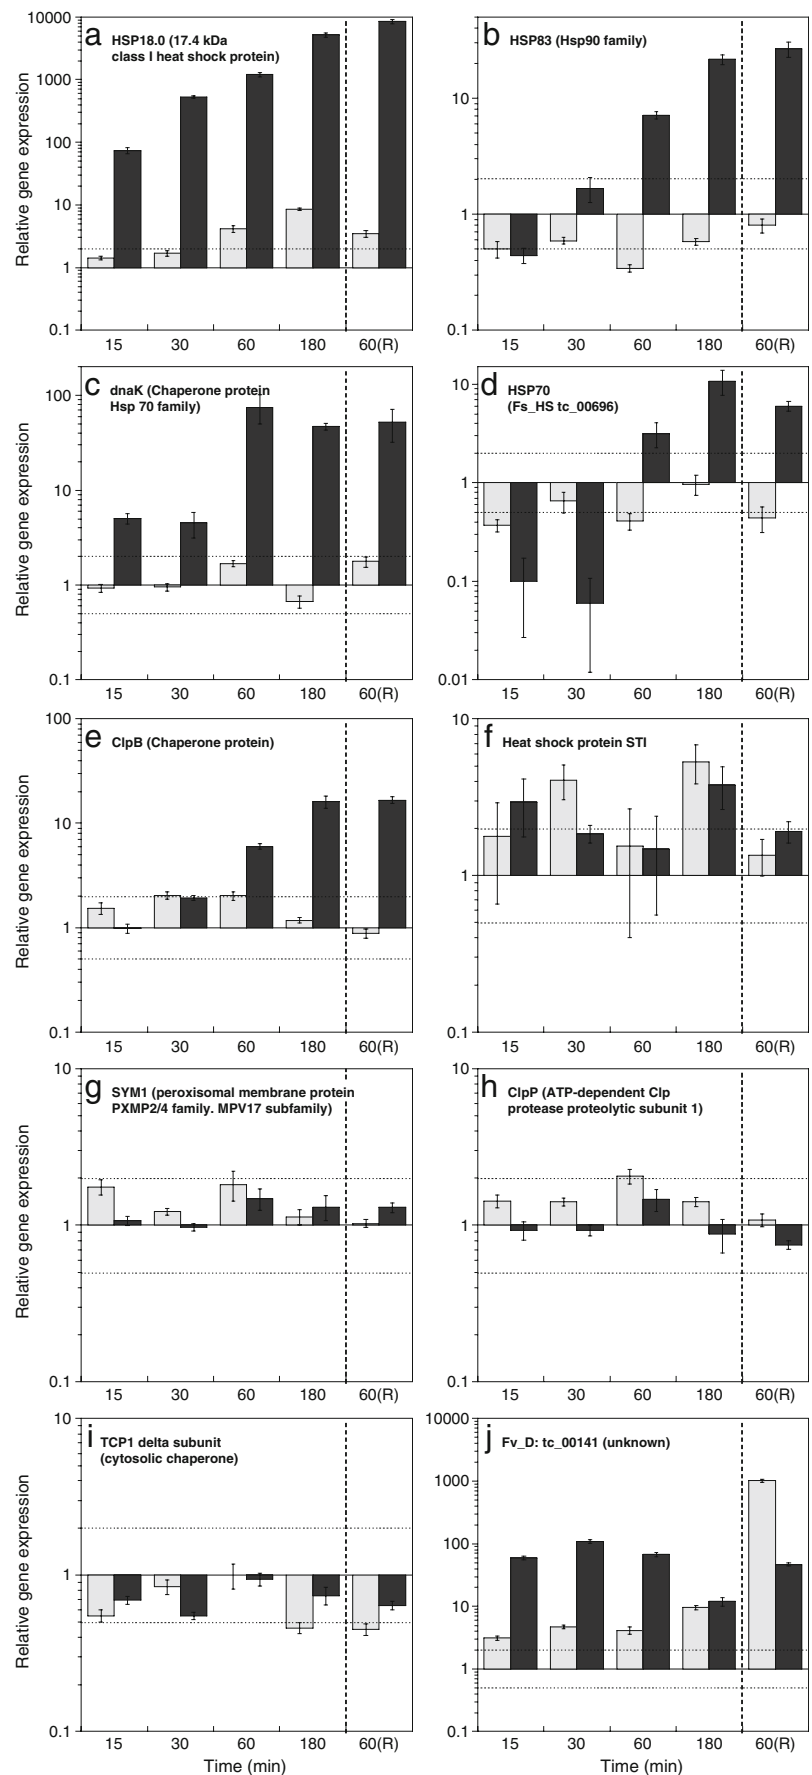 a
HSP18.0 (17.4 kDa
class I heat shock protein)
Relative gene expression
10000
1000
100
10
1
0.1
15 30 60 180 60(R)
b
HSP83 (Hsp90 family)
10
1
0.1
15 30 60 180 60(R)
c
dnaK (Chaperone protein
Hsp 70 family)
Relative gene expression
100
10
1
0.1
15 30 60 180 60(R)
d
HSP70
(Fs_HS tc_00696)
10
1
0.1
0.01
15 30 60 180 60(R)
e
ClpB (Chaperone protein)
Relative gene expression
100
10
1
0.1
15 30 60 180 60(R)
f
Heat shock protein STI
10
1
0.1
15 30 60 180 60(R)
g
SYM1 (peroxisomal membrane protein
PXMP2/4 family. MPV17 subfamily)
Relative gene expression
10
1
0.1
15 30 60 180 60(R)
h
ClpP (ATP-dependent Clp
protease proteolytic subunit 1)
10
1
0.1
15 30 60 180 60(R)
i
TCP1 delta subunit
(cytosolic chaperone)
Relative gene expression
10
1
0.1
15 30 60 180 60(R)
Time (min)
j
Fv_D: tc_00141 (unknown)
10000
1000
100
10
1
0.1
15 30 60 180 60(R)
Time (min)